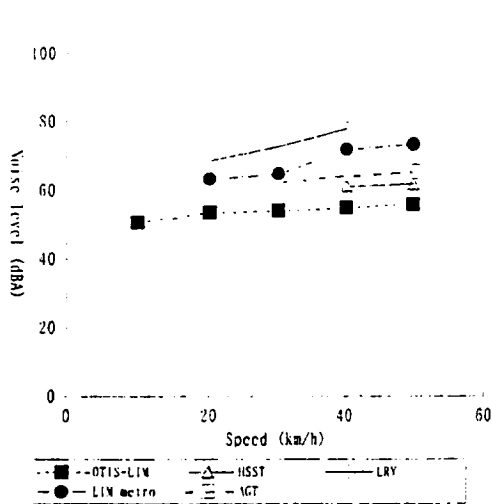 100
80
60
40
20
0
Noise level (dBA)
0 20 40 60
Speed (km/h)
OTIS-LIM HSST LRV
LIM metro AGT